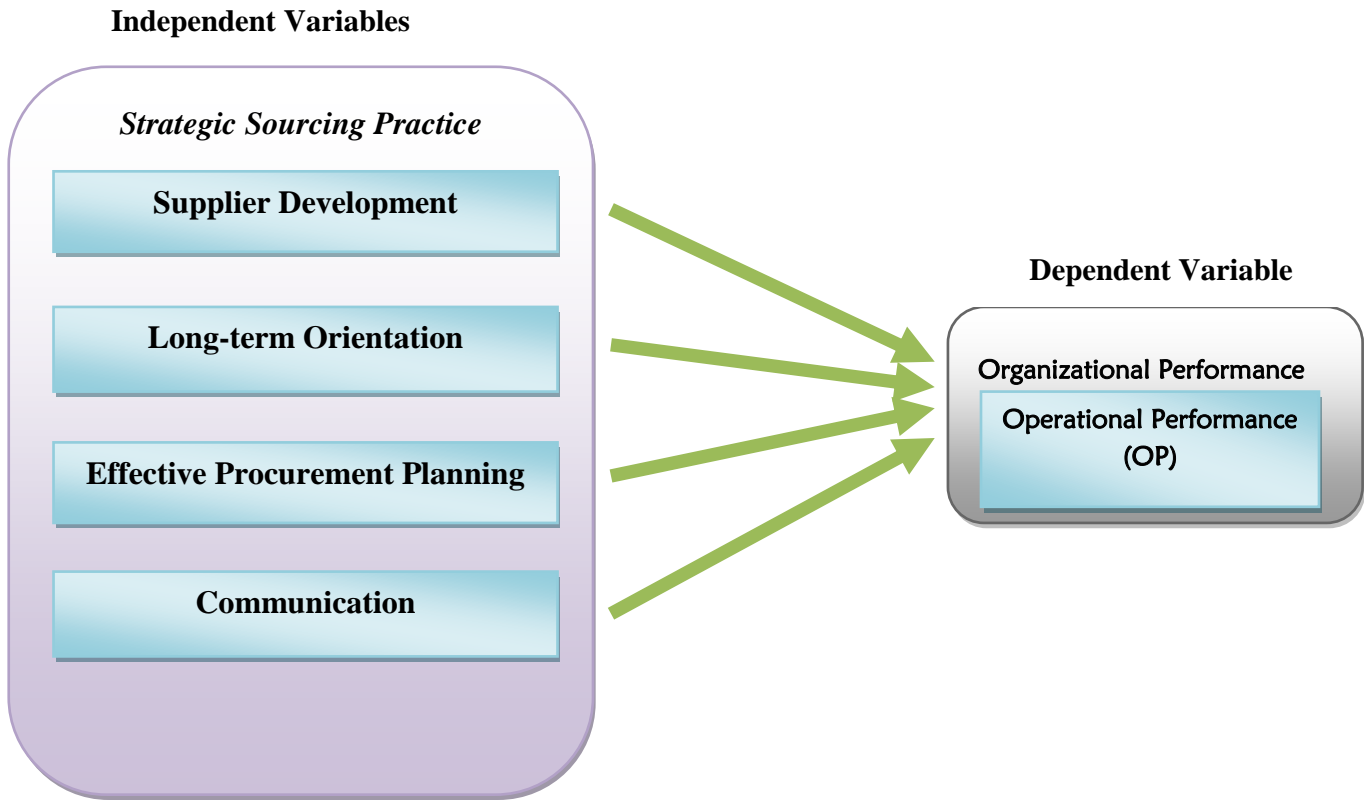 Independent Variables
Strategic Sourcing Practice
Supplier Development
Long-term Orientation
Effective Procurement Planning
Communication
Dependent Variable
Organizational Performance
Operational Performance
(OP)